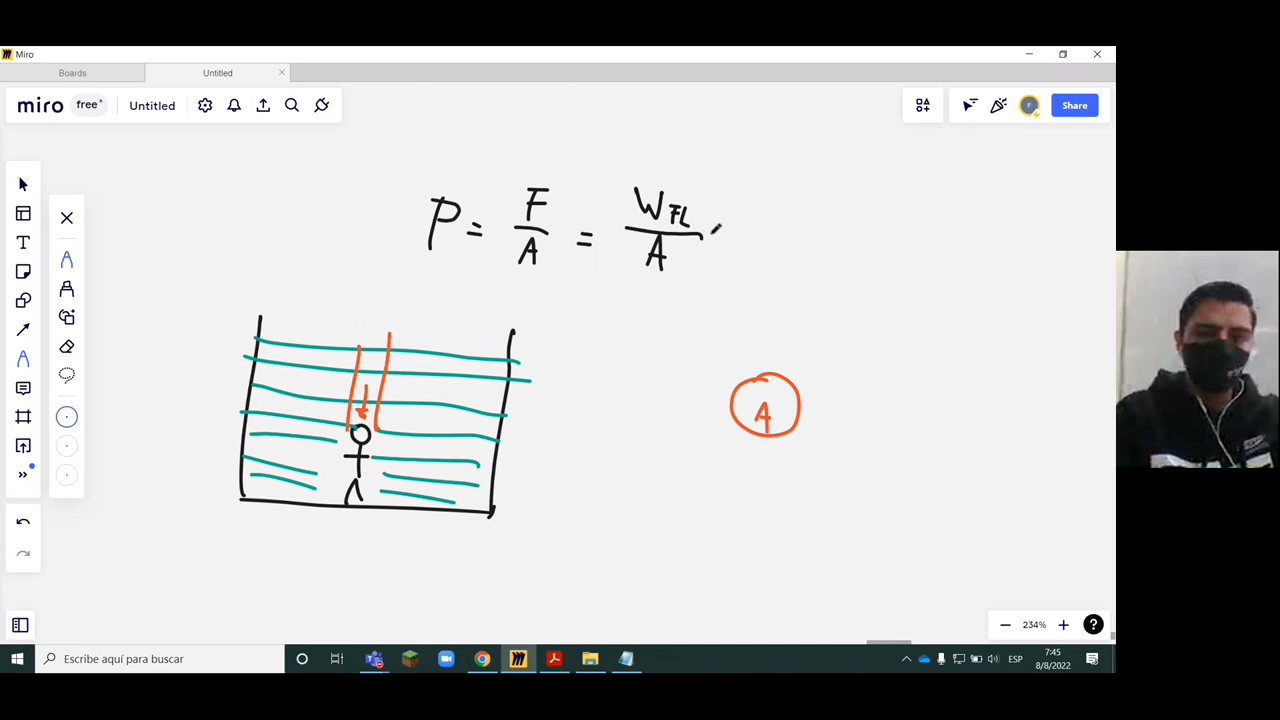 Miro
Boards
Untitled
miro free Untitled
Share
P = F/A = W_FL/A
A
234%
Escribe aquí para buscar
ESP
7:45
8/8/2022